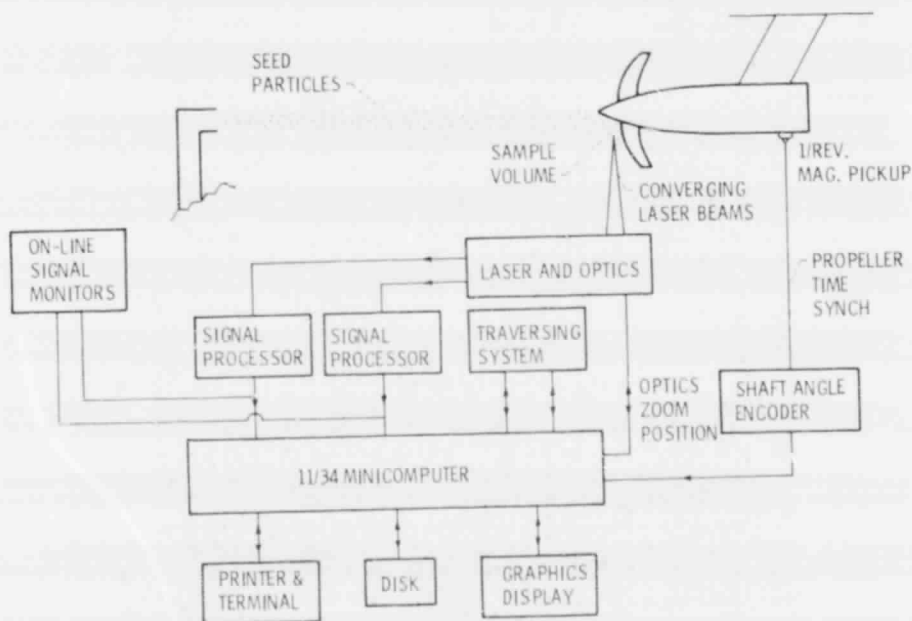 SEED
PARTICLES
SAMPLE
VOLUME
1/REV.
MAG. PICKUP
CONVERGING
LASER BEAMS
ON-LINE
SIGNAL
MONITORS
LASER AND OPTICS
PROPELLER
TIME
SYNCH
SIGNAL
PROCESSOR
SIGNAL
PROCESSOR
TRAVERSING
SYSTEM
OPTICS
ZOOM
POSITION
SHAFT ANGLE
ENCODER
11/34 MINICOMPUTER
PRINTER &
TERMINAL
DISK
GRAPHICS
DISPLAY